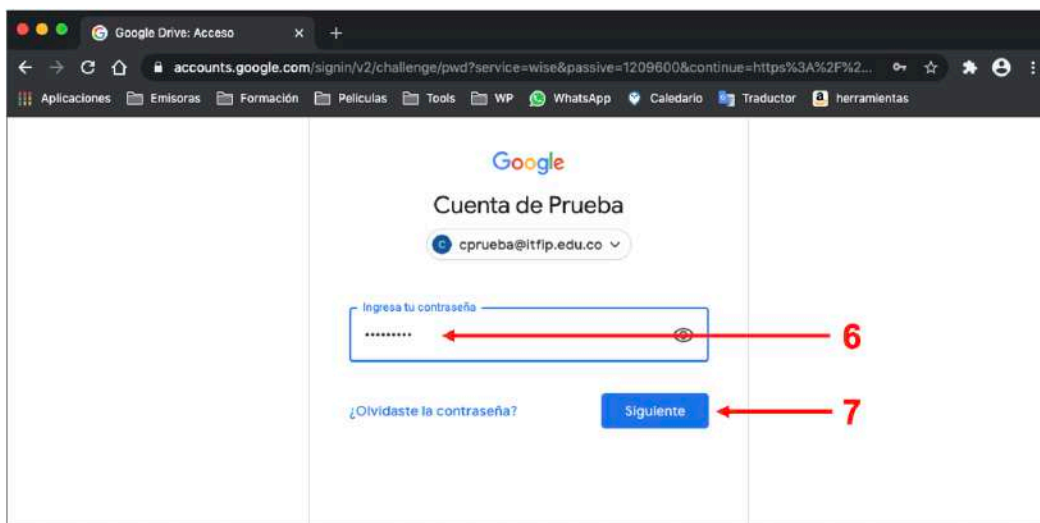 Google Drive: Acceso
accounts.google.com/signin/v2/challenge/pwd?service=wise&passive=1209600&continue=https%3A%2F%2...
Aplicaciones Emisoras Formación Peliculas Tools WP WhatsApp Caledario Traductor herramientas
Google
Cuenta de Prueba
C cprueba@itfip.edu.co
Ingresa tu contraseña
••••••••• 6
¿Olvidaste la contraseña? Siguiente 7